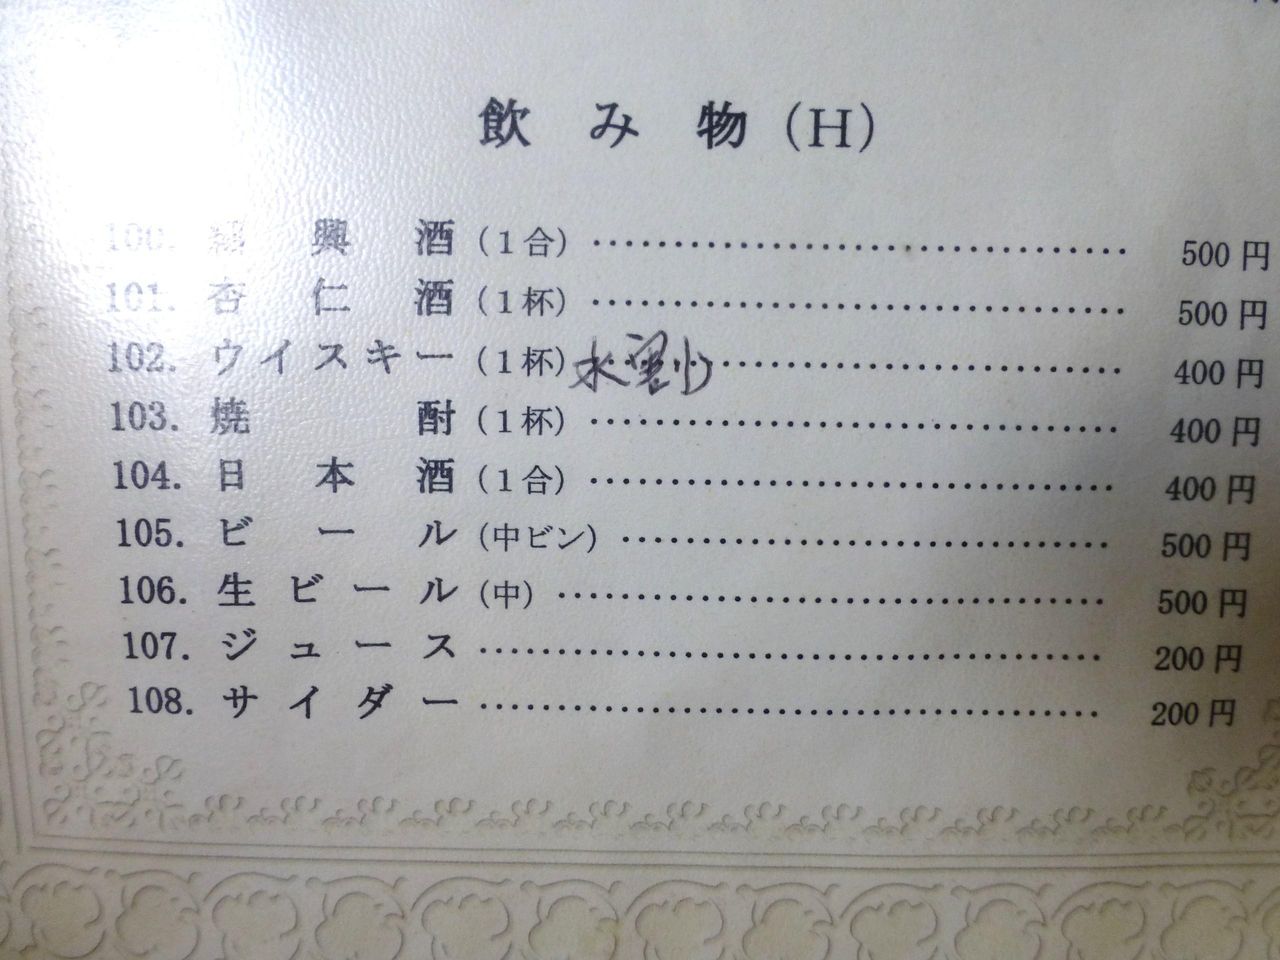 飲み物(H)
100. 紹興酒(1合) 500円
101. 杏仁酒(1杯) 500円
102. ウイスキー(1杯)水割り 400円
103. 焼酎(1杯) 400円
104. 日本酒(1合) 400円
105. ビール(中ビン) 500円
106. 生ビール(中) 500円
107. ジュース 200円
108. サイダー 200円